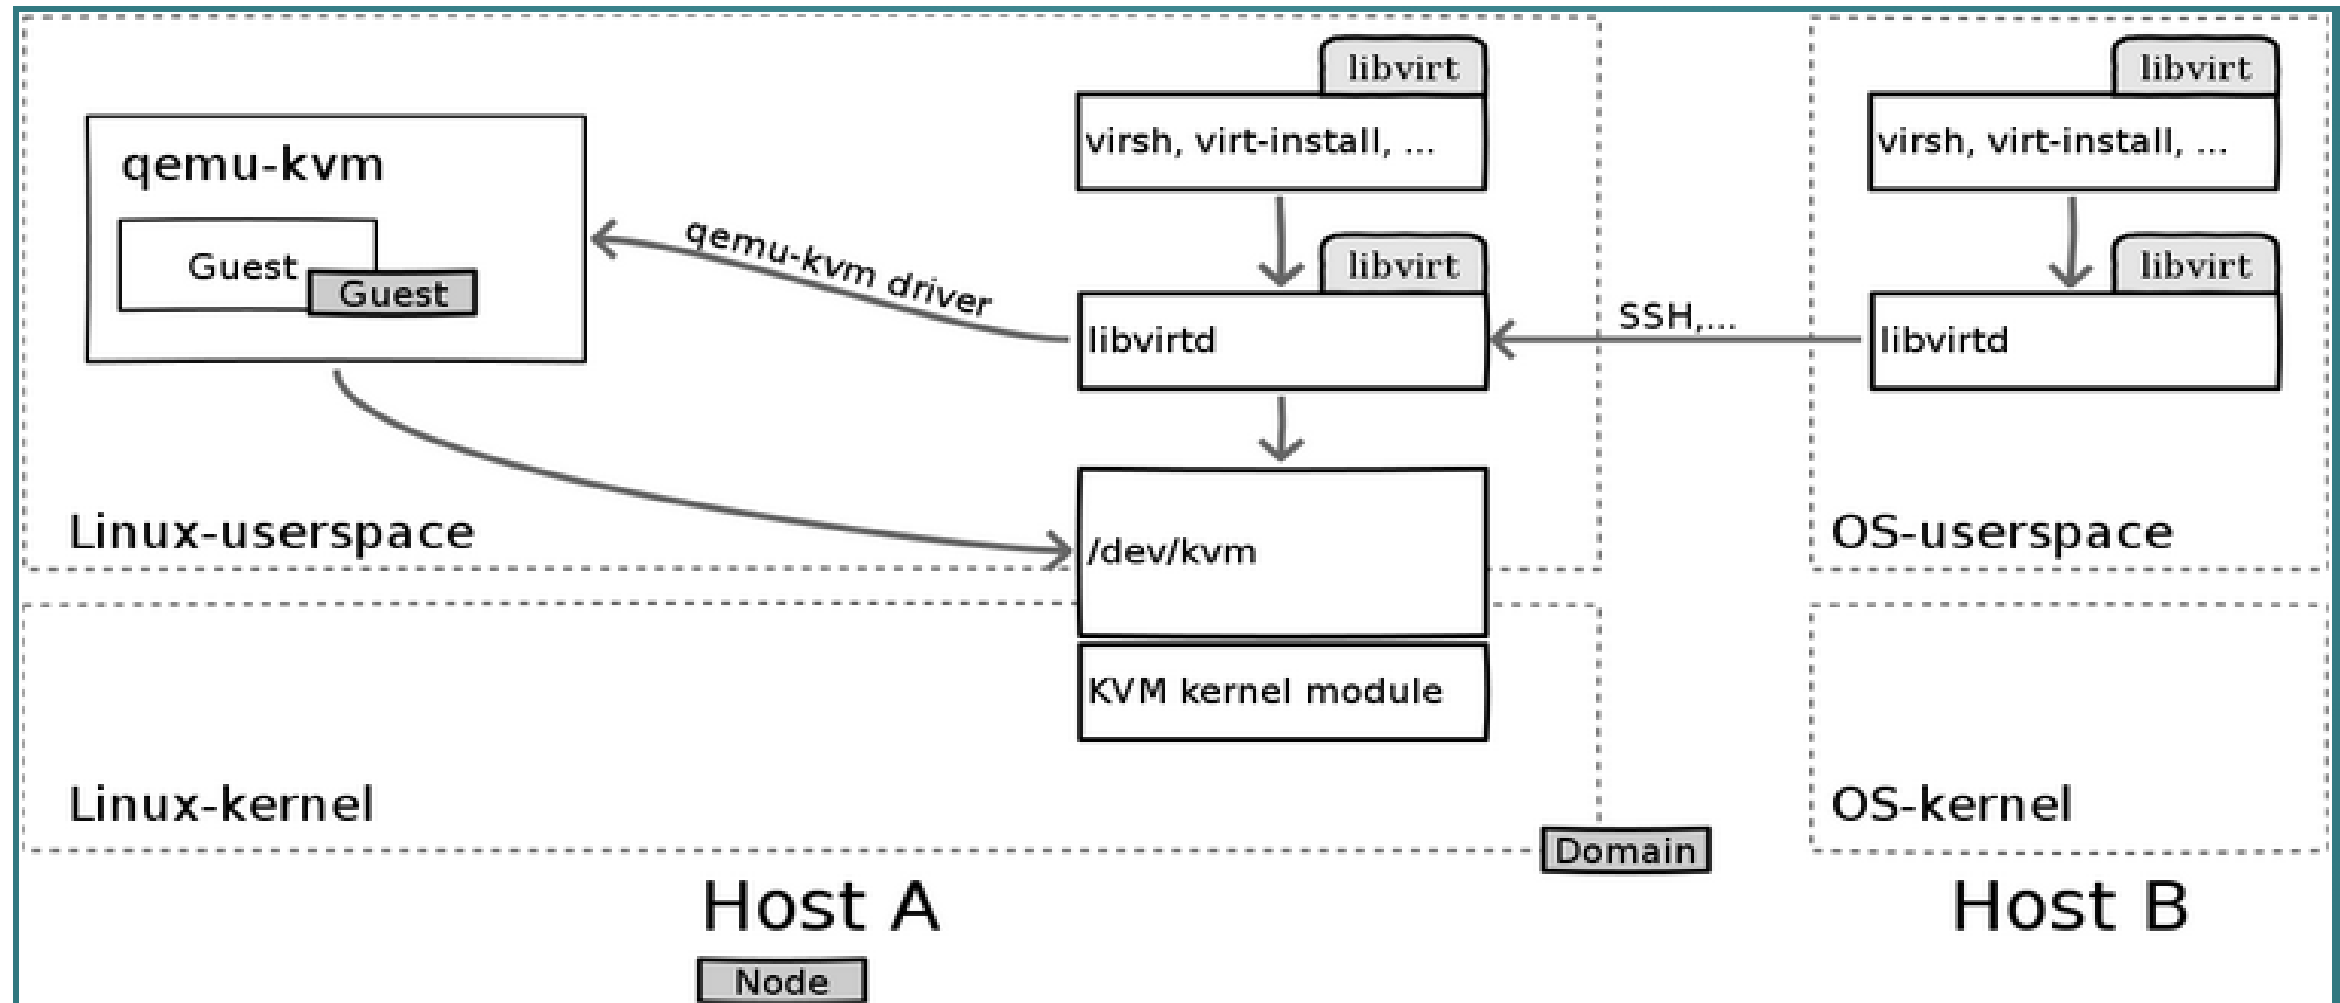 libvirt
virsh, virt-install, ...
qemu-kvm
Guest
Guest
qemu-kvm driver
libvirt
libvirtd
/dev/kvm
Linux-userspace
KVM kernel module
Linux-kernel
Domain
Host A
Node
SSH,...
libvirt
virsh, virt-install, ...
libvirt
libvirtd
OS-userspace
OS-kernel
Host B